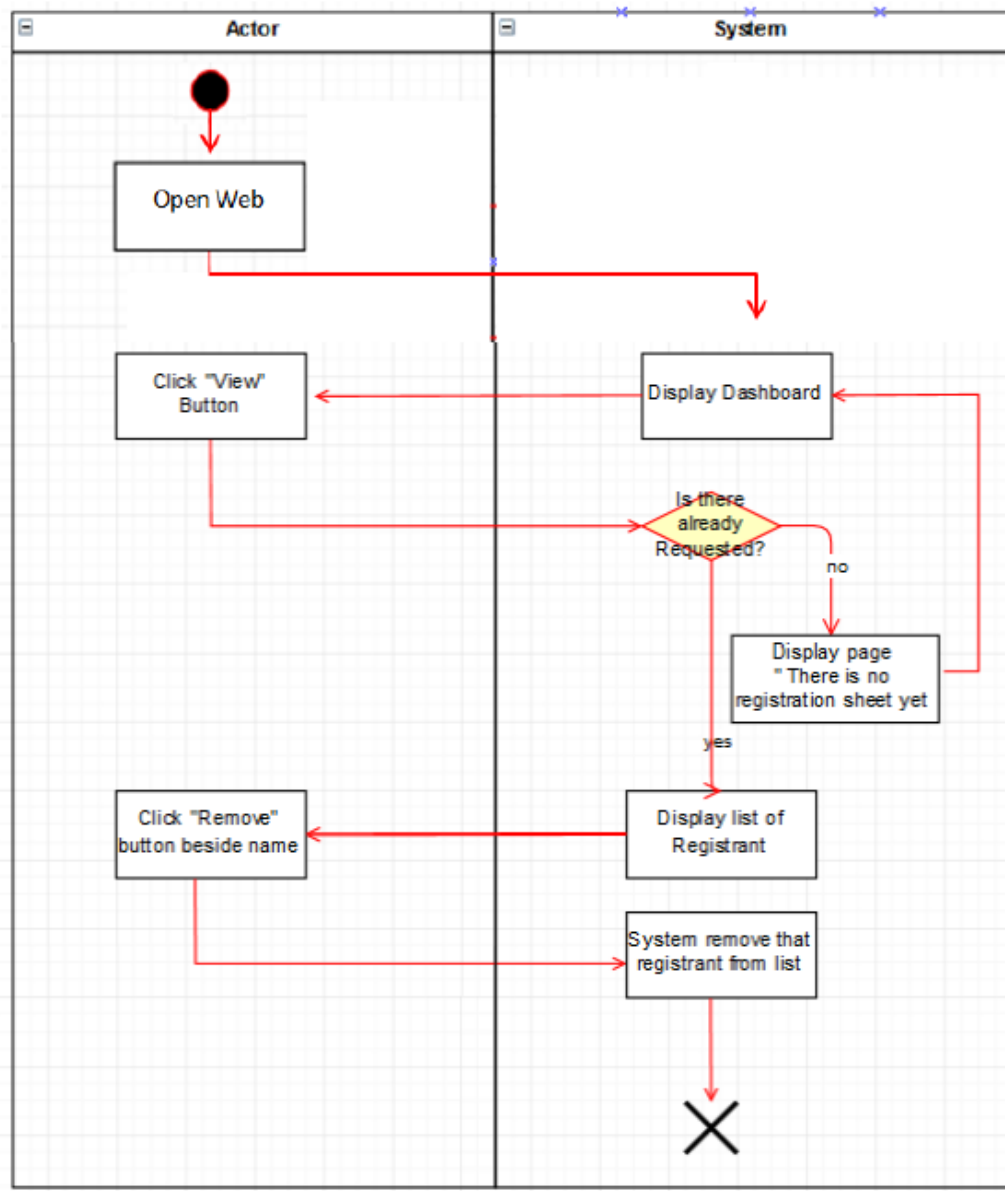 Actor
System
Open Web
Click "View"
Button
Display Dashboard
Is there
already
Requested?
no
Display page
" There is no
registration sheet yet
yes
Click "Remove"
button beside name
Display list of
Registrant
System remove that
registrant from list